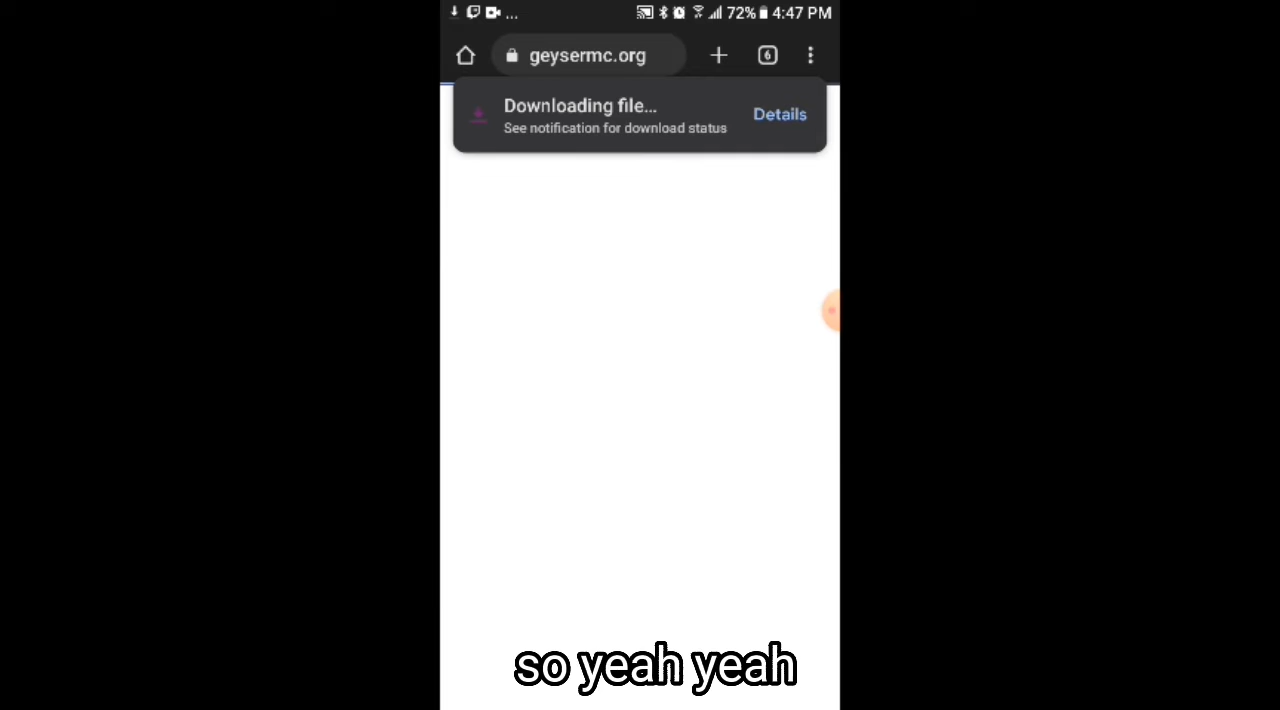 ... 72% 4:47 PM
geysermc.org 6
Downloading file...
See notification for download status
Details
so yeah yeah